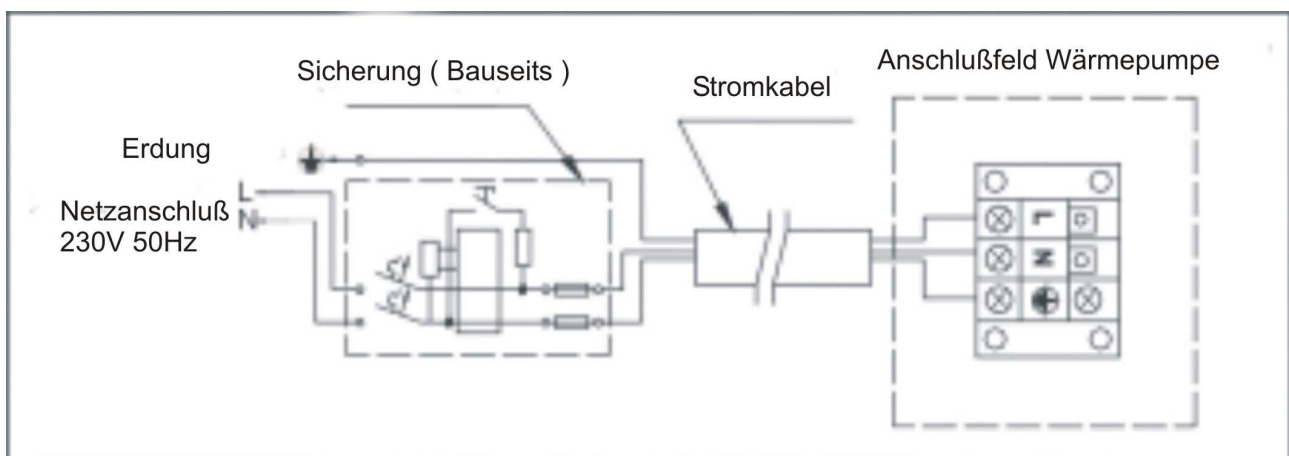 Anschlußfeld Wärmepumpe
Sicherung ( Bauseits )
Stromkabel
Erdung
L
Netzanschluß
N
230V 50Hz
L
N